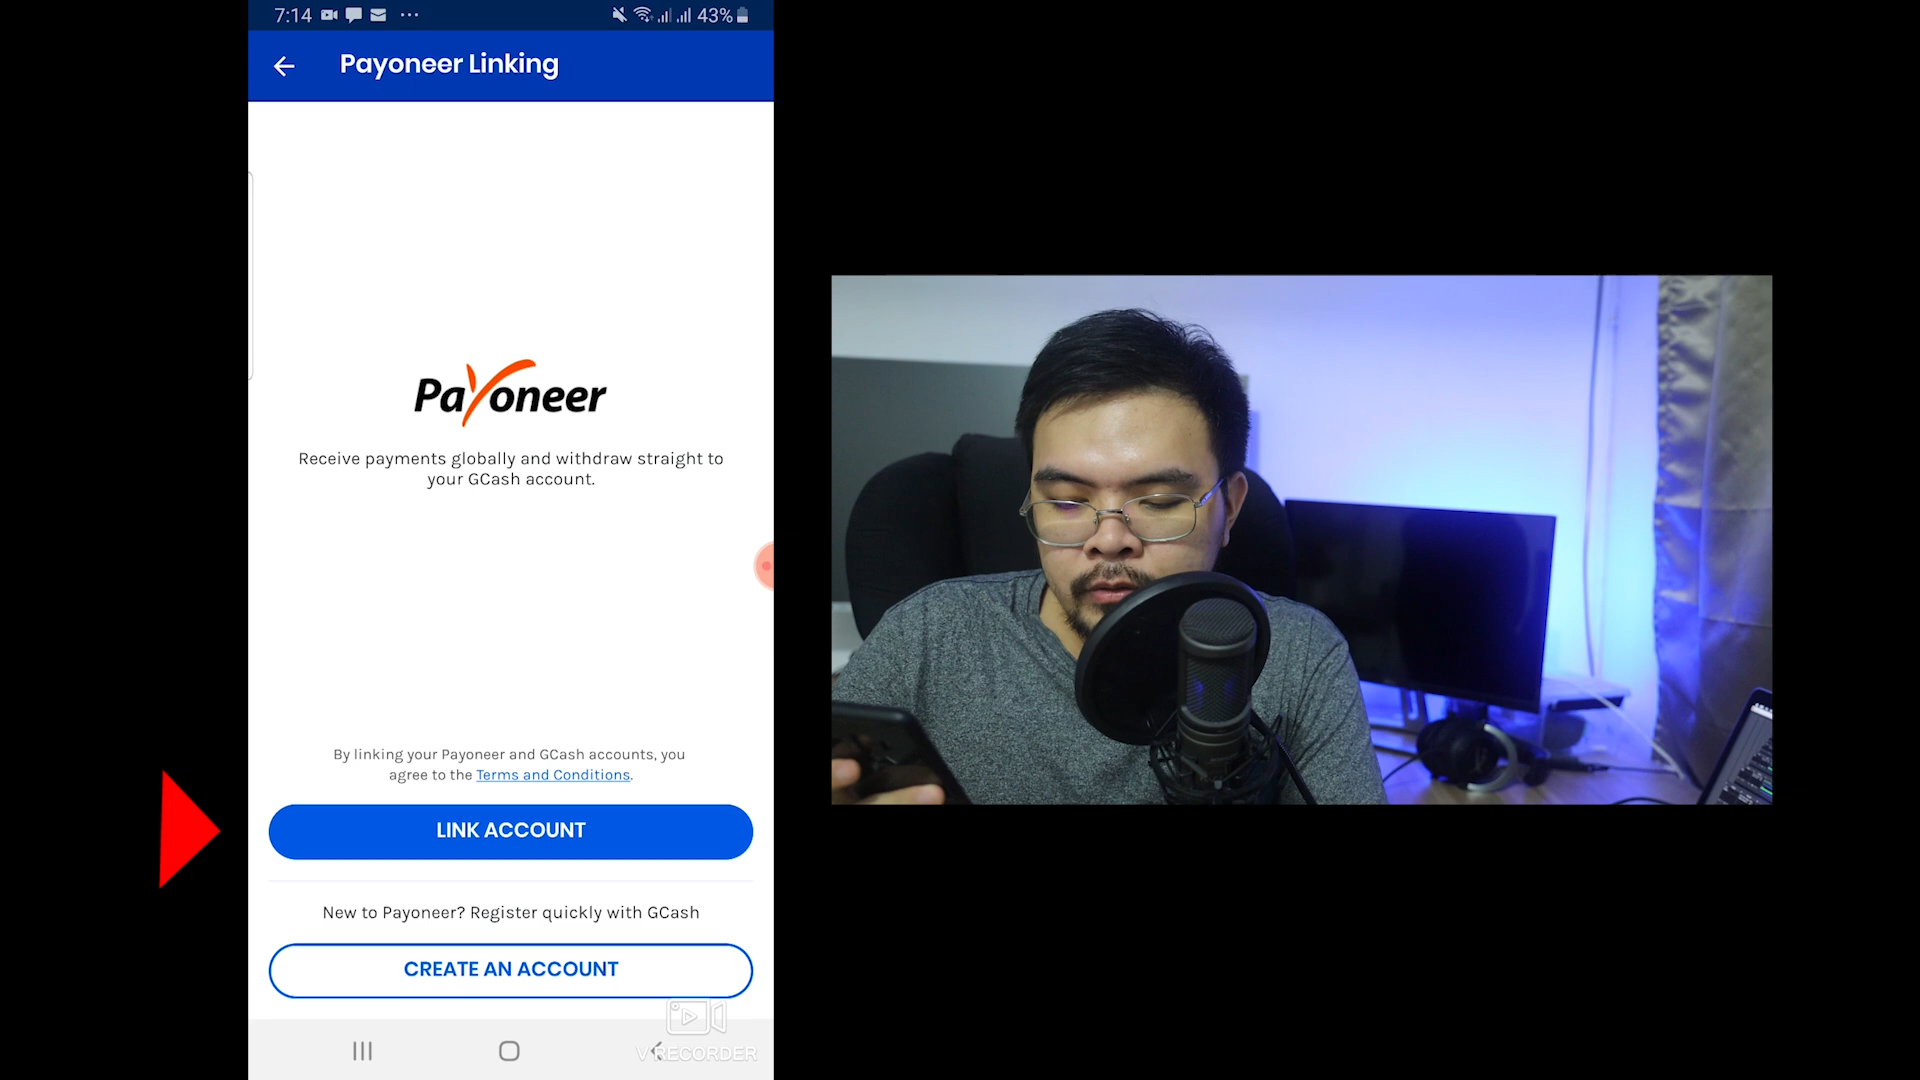 7:14
43%
Payoneer Linking
Payoneer
Receive payments globally and withdraw straight to
your GCash account.
By linking your Payoneer and GCash accounts, you
agree to the Terms and Conditions.
LINK ACCOUNT
New to Payoneer? Register quickly with GCash
CREATE AN ACCOUNT
V RECORDER